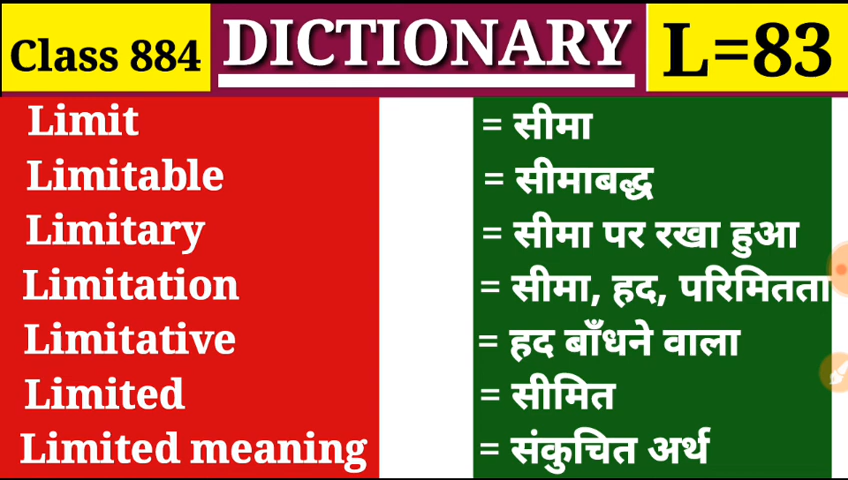 Class 884 DICTIONARY L=83
Limit = सीमा
Limitable = सीमाबद्ध
Limitary = सीमा पर रखा हुआ
Limitation = सीमा, हद, परिमितता
Limitative = हद बाँधने वाला
Limited = सीमित
Limited meaning = संकुचित अर्थ